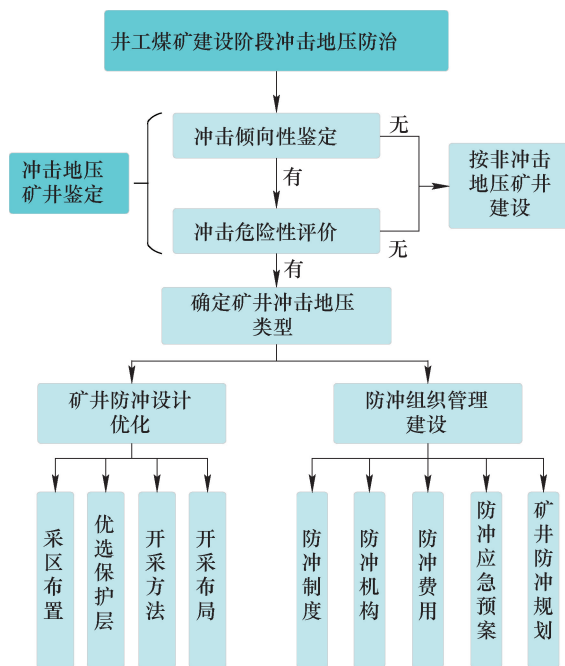 井工煤矿建设阶段冲击地压防治
冲击倾向性鉴定
无
冲击地压
矿井鉴定
有
按非冲击
地压矿井
建设
冲击危险性评价
无
有
确定矿井冲击地压
类型
矿井防冲设计
优化
防冲组织管理
建设
采区布置
优选保护层
开采方法
开采布局
防冲制度
防冲机构
防冲费用
防冲应急预案
矿井防冲规划